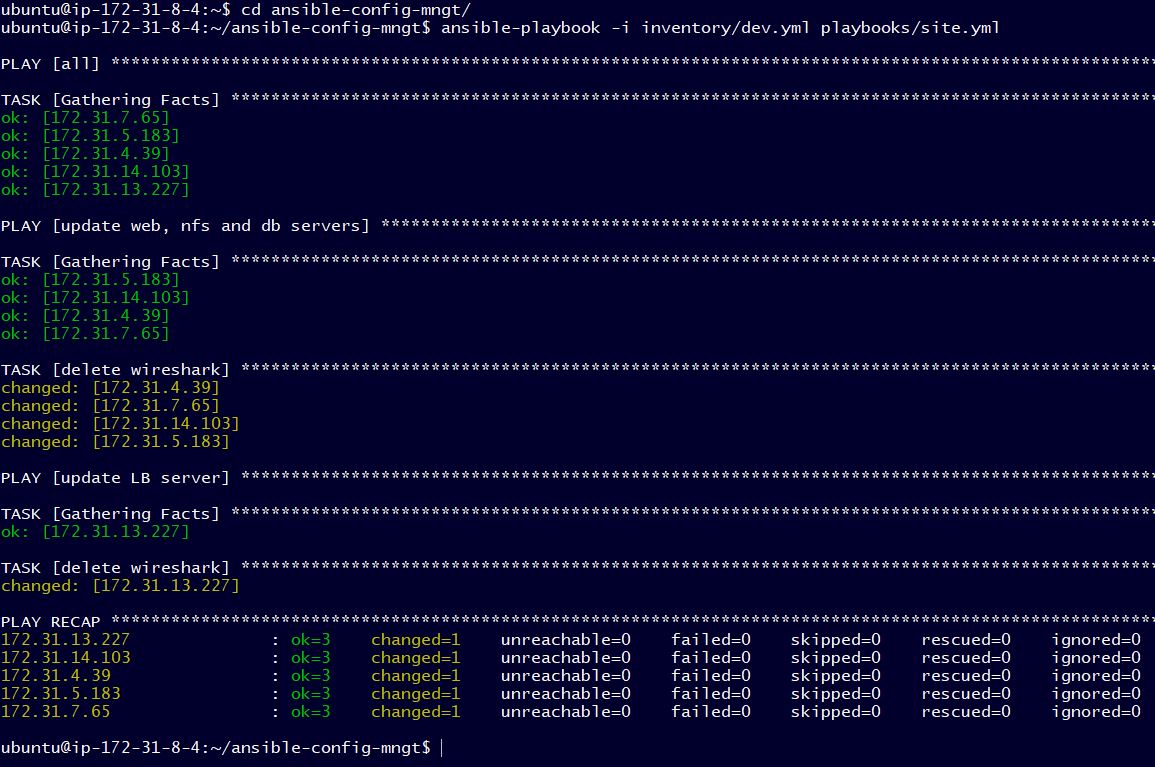 ubuntu@ip-172-31-8-4:~$ cd ansible-config-mngt/
ubuntu@ip-172-31-8-4:~/ansible-config-mngt$ ansible-playbook -i inventory/dev.yml playbooks/site.yml
PLAY [all] *********************************************************************************************************
TASK [Gathering Facts] *********************************************************************************************
ok: [172.31.7.65]
ok: [172.31.5.183]
ok: [172.31.4.39]
ok: [172.31.14.103]
ok: [172.31.13.227]
PLAY [update web, nfs and db servers] ******************************************************************************
TASK [Gathering Facts] *********************************************************************************************
ok: [172.31.5.183]
ok: [172.31.14.103]
ok: [172.31.4.39]
ok: [172.31.7.65]
TASK [delete wireshark] ********************************************************************************************
changed: [172.31.4.39]
changed: [172.31.7.65]
changed: [172.31.14.103]
changed: [172.31.5.183]
PLAY [update LB server] ********************************************************************************************
TASK [Gathering Facts] *********************************************************************************************
ok: [172.31.13.227]
TASK [delete wireshark] ********************************************************************************************
changed: [172.31.13.227]
PLAY RECAP *********************************************************************************************************
172.31.13.227              : ok=3    changed=1    unreachable=0    failed=0    skipped=0    rescued=0    ignored=0
172.31.14.103              : ok=3    changed=1    unreachable=0    failed=0    skipped=0    rescued=0    ignored=0
172.31.4.39                : ok=3    changed=1    unreachable=0    failed=0    skipped=0    rescued=0    ignored=0
172.31.5.183               : ok=3    changed=1    unreachable=0    failed=0    skipped=0    rescued=0    ignored=0
172.31.7.65                : ok=3    changed=1    unreachable=0    failed=0    skipped=0    rescued=0    ignored=0
ubuntu@ip-172-31-8-4:~/ansible-config-mngt$